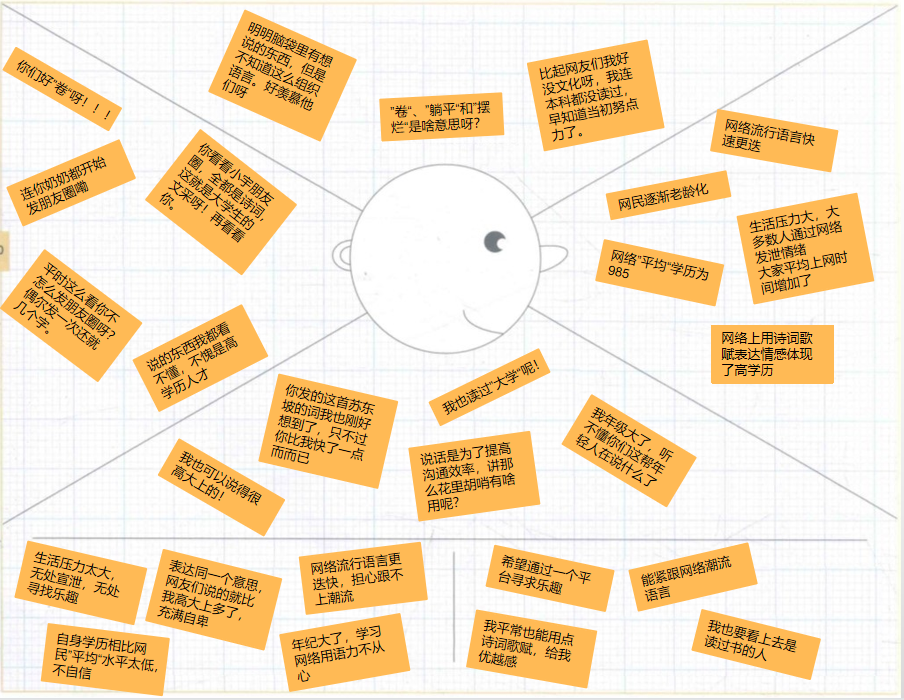 明明脑袋里有想
说的东西，但是
不知道这么组织
语言。好羡慕他
们呀
"卷"、"躺平"和"摆
烂"是啥意思呀?
比起网友们我好
没文化呀，我连
本科都没读过，
早知道当初努点
力了。
你们好"卷"呀！！！
连你奶奶都开始
发朋友圈嘞
你看看小宇朋友
圈，全都是诗词，
这就是大学生的
文采呀！再看看
你。
平时这么看你不
怎么发朋友圈呀？
偶尔发一次还就
几个字。
说的东西我都看
不懂，不愧是高
学历人才
网络流行语言快
速更迭
网民逐渐老龄化
生活压力大，大
多数人通过网络
发泄情绪
大家平均上网时
间增加了
网络"平均"学历为
985
网络上用诗词歌
赋表达情感体现
了高学历
我也读过"大学"呢!
你发的这首苏东
坡的词我也刚好
想到了，只不过
你比我快了一点
而而已
我也可以说得很
高大上的!
说话是为了提高
沟通效率，讲那
么花里胡哨有啥
用呢?
我年级大了，听
不懂你们这帮年
轻人在说什么了
生活压力太大，
无处宣泄，无处
寻找乐趣
表达同一个意思，
网友们说的就比
我高大上多了，
充满自卑
网络流行语言更
迭快，担心跟不
上潮流
自身学历相比网
民"平均"水平太低，
不自信
年纪大了，学习
网络用语力不从
心
希望通过一个平
台寻求乐趣
能紧跟网络潮流
语言
我平常也能用点
诗词歌赋，给我
优越感
我也要看上去是
读过书的人